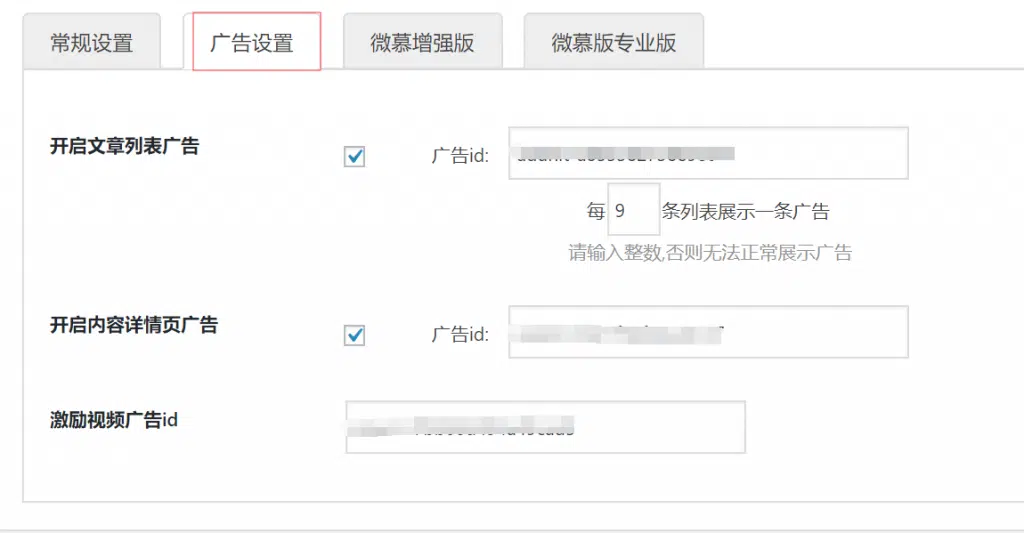 常规设置
广告设置
微慕增强版
微慕版专业版
开启文章列表广告
广告id:
每 9 条列表展示一条广告
请输入整数,否则无法正常展示广告
开启内容详情页广告
广告id:
激励视频广告id